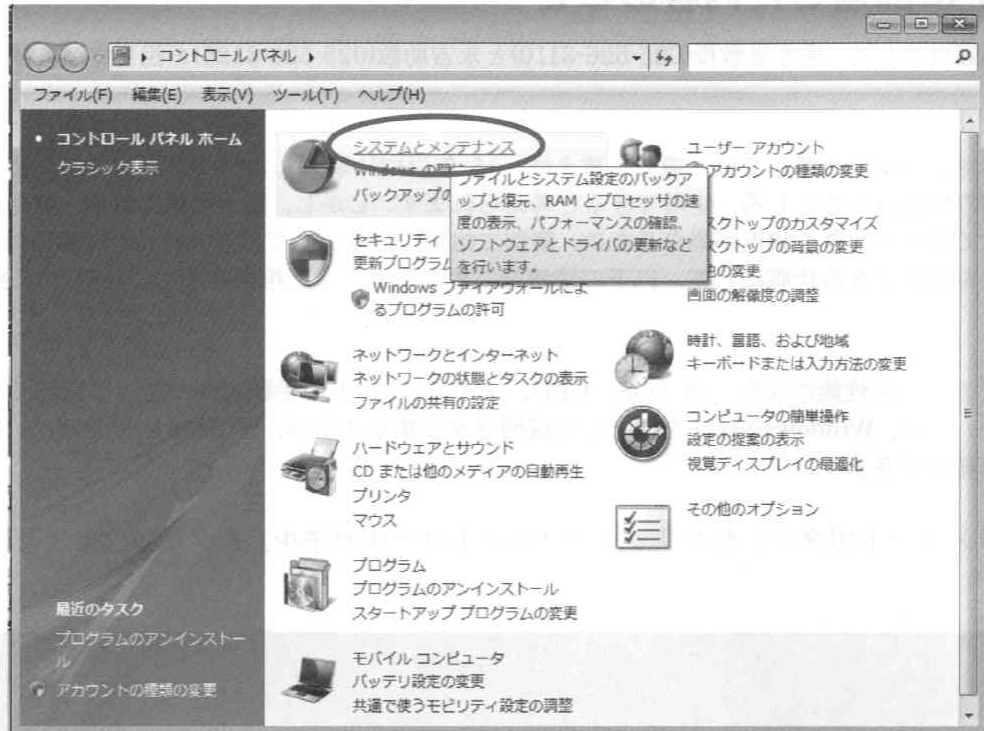 コントロール パネル
ファイル(F) 編集(E) 表示(V) ツール(T) ヘルプ(H)
コントロール パネル ホーム
クラシック表示
最近のタスク
プログラムのアンインストー
ル
アカウントの種類の変更
システムとメンテナンス
Windows の開
バックアップの
ファイルとシステム設定のバックア
ップと復元、RAM とプロセッサの速
度の表示、パフォーマンスの確認、
ソフトウェアとドライバの更新など
を行います。
セキュリティ
更新プログラム
Windows ファイアウォールによ
るプログラムの許可
ネットワークとインターネット
ネットワークの状態とタスクの表示
ファイルの共有の設定
ハードウェアとサウンド
CD または他のメディアの自動再生
プリンタ
マウス
プログラム
プログラムのアンインストール
スタートアップ プログラムの変更
モバイル コンピュータ
バッテリ設定の変更
共通で使うモビリティ設定の調整
ユーザー アカウント
アカウントの種類の変更
スクトップのカスタマイズ
スクトップの背景の変更
の変更
画面の解像度の調整
時計、言語、および地域
キーボードまたは入力方法の変更
コンピュータの簡単操作
設定の提案の表示
視覚ディスプレイの最適化
その他のオプション